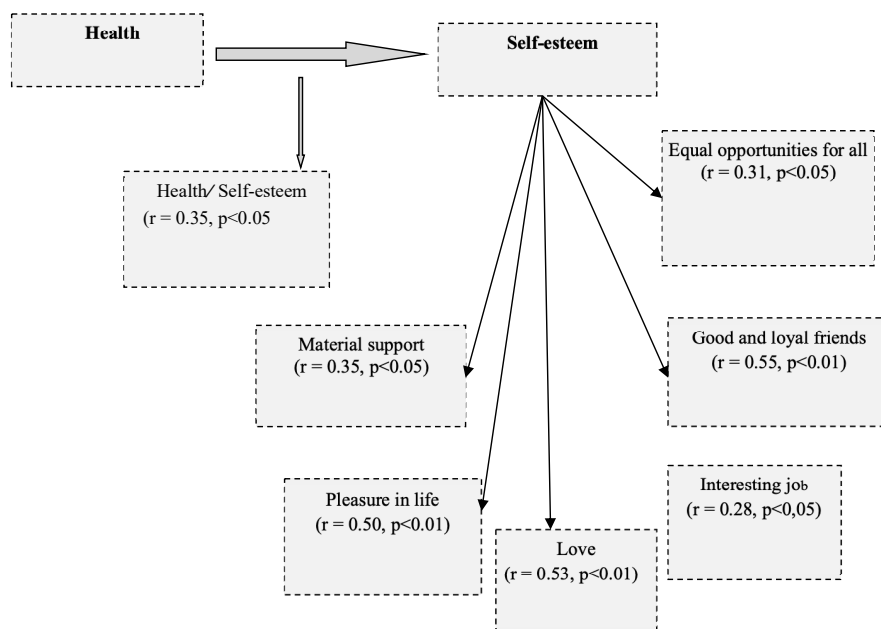 Health
Self-esteem
Equal opportunities for all
(r = 0.31, p<0.05)
Health/ Self-esteem
(r = 0.35, p<0.05
Material support
(r = 0.35, p<0.05)
Good and loyal friends
(r = 0.55, p<0.01)
Pleasure in life
(r = 0.50, p<0.01)
Interesting job
(r = 0.28, p<0,05)
Love
(r = 0.53, p<0.01)